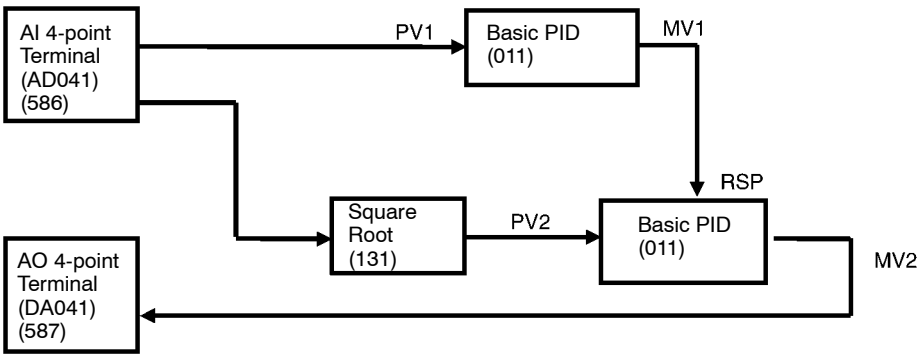 AI 4-point
Terminal
(AD041)
(586)
PV1
Basic PID
(011)
MV1
RSP
Square
Root
(131)
PV2
Basic PID
(011)
MV2
AO 4-point
Terminal
(DA041)
(587)